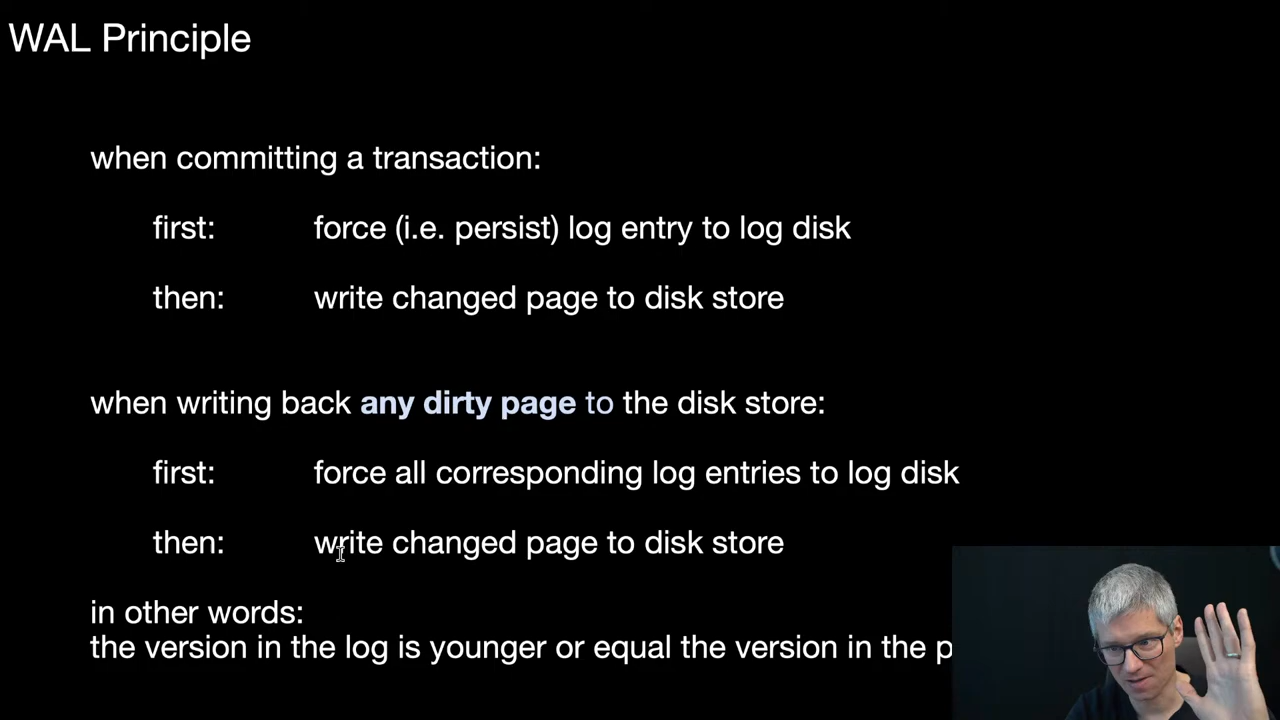 WAL Principle
when committing a transaction:
first: force (i.e. persist) log entry to log disk
then: write changed page to disk store
when writing back any dirty page to the disk store:
first: force all corresponding log entries to log disk
then: write changed page to disk store
in other words:
the version in the log is younger or equal the version in the